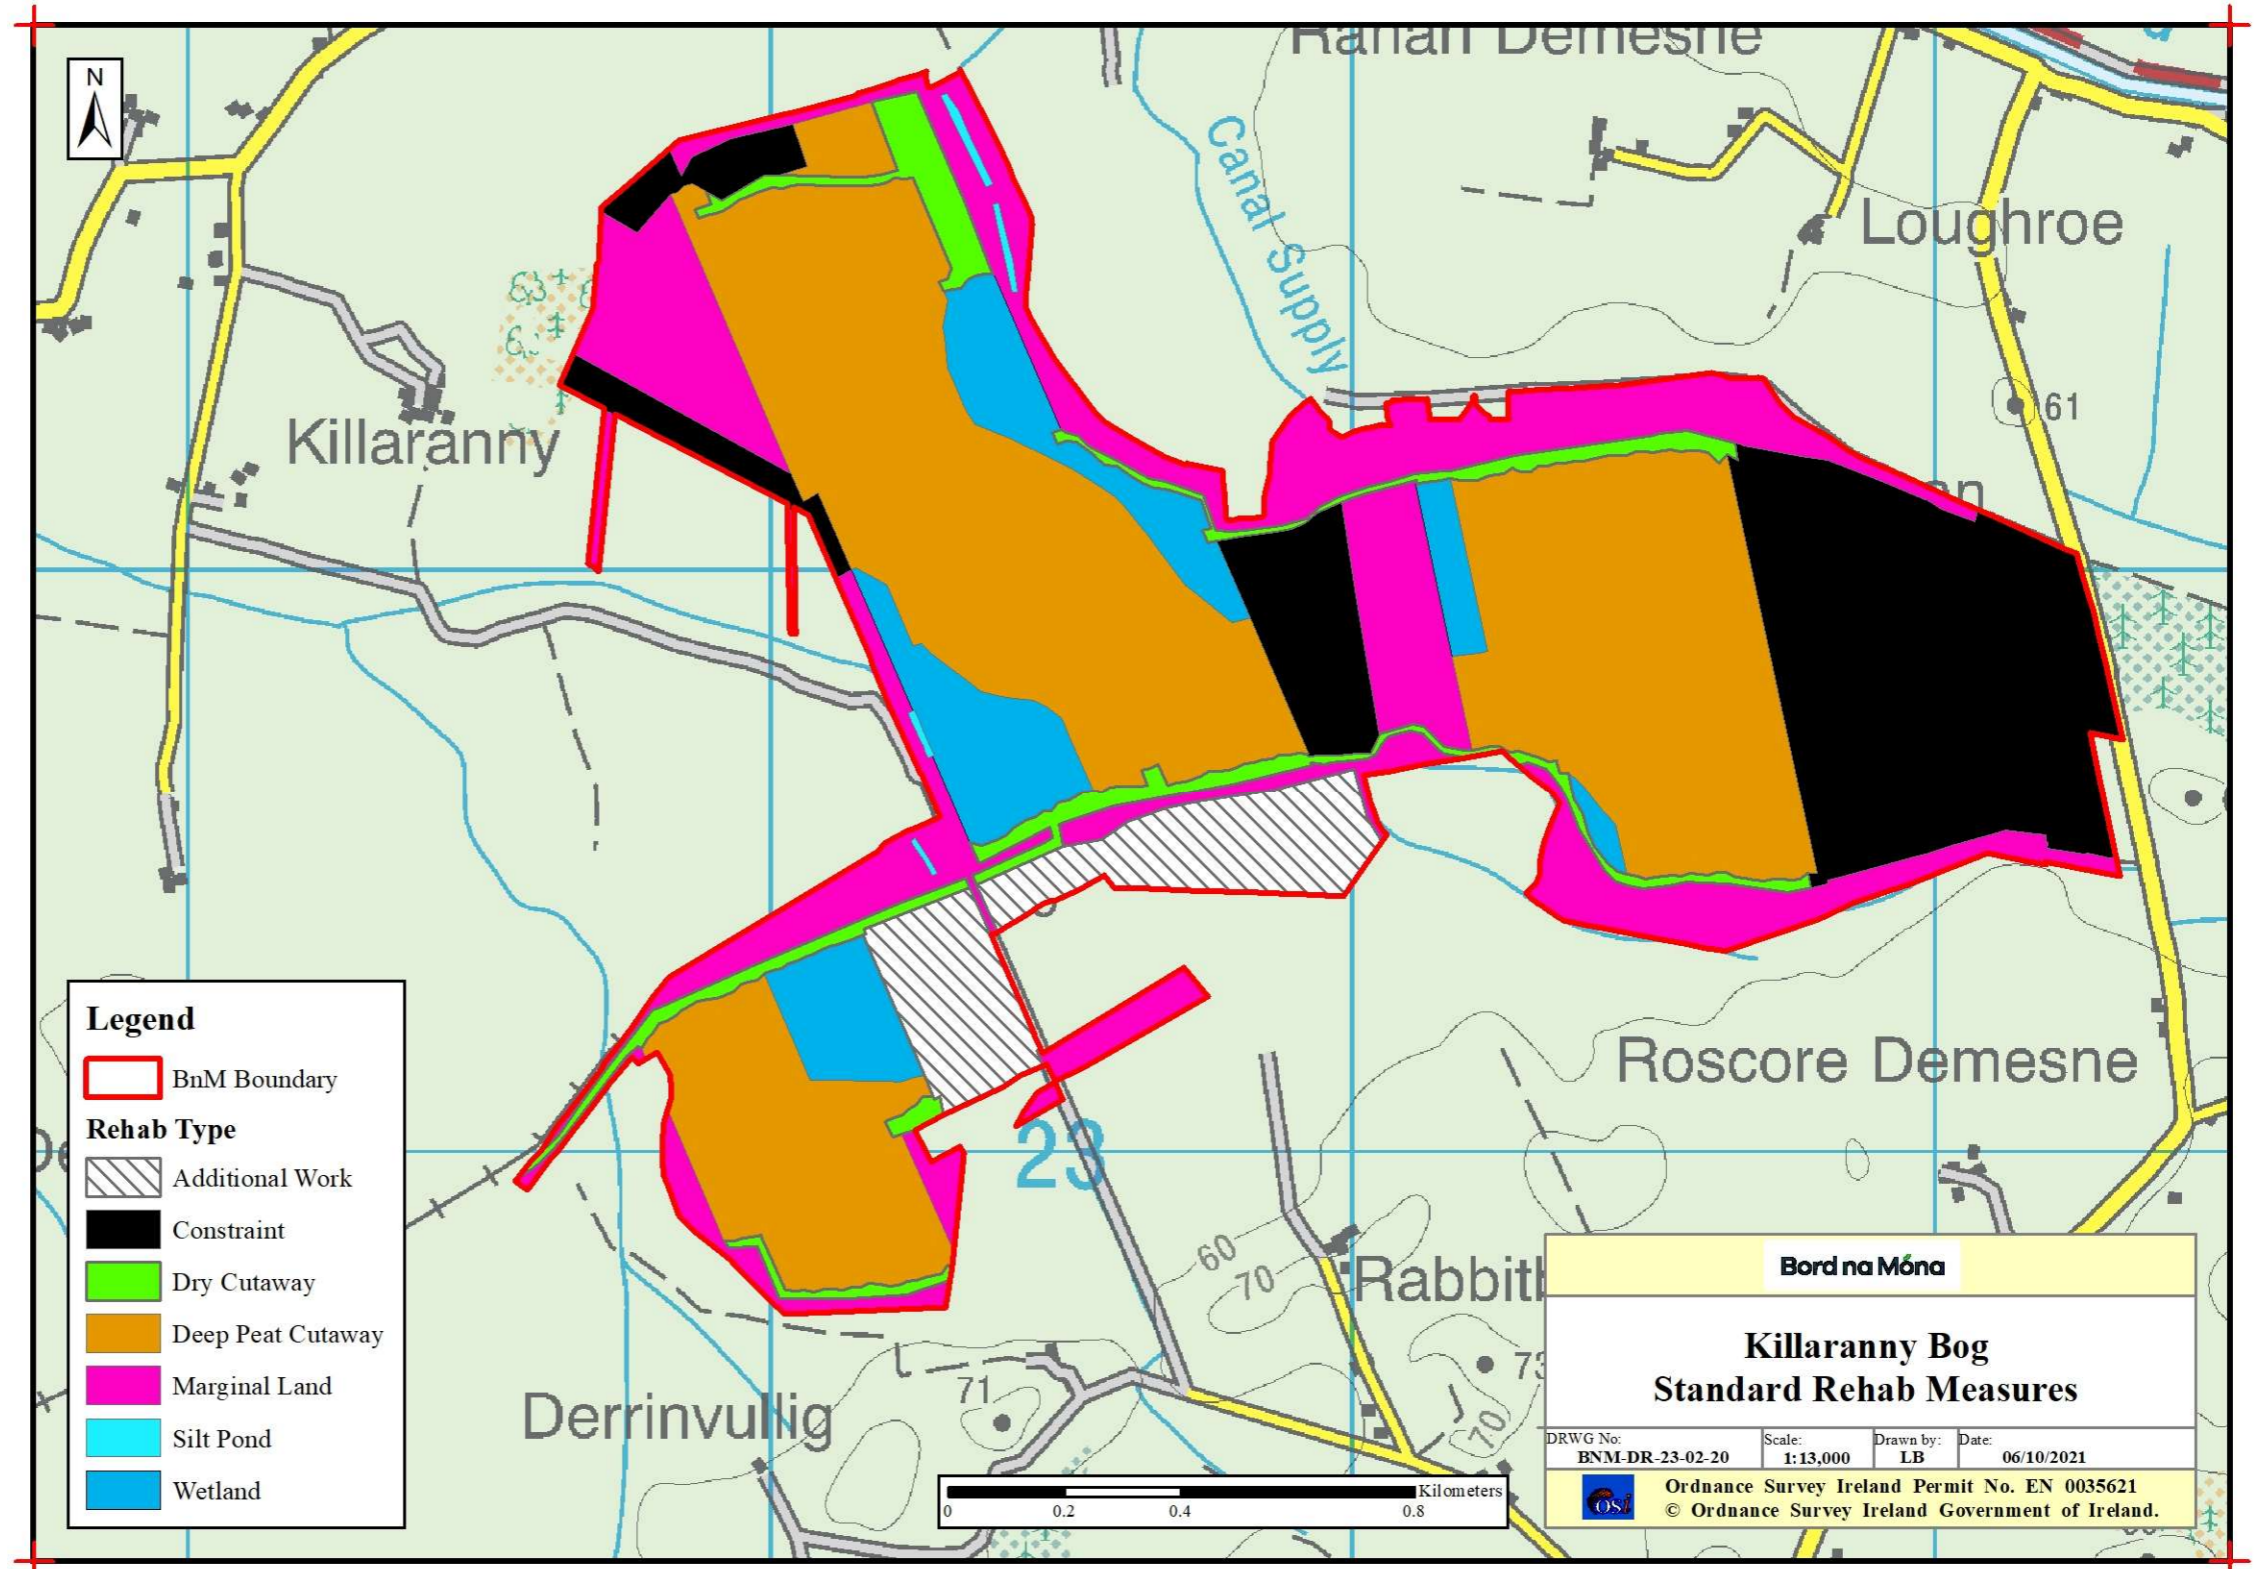 Rahan Demesne
N
Canal Supply
Loughroe
61
Killaranny
Legend
BnM Boundary
Rehab Type
Additional Work
Constraint
Dry Cutaway
Deep Peat Cutaway
Marginal Land
Silt Pond
Wetland
Roscore Demesne
23
60
70
Rabbit
73
70
71
Derrinvullig
Bord na Móna
Killaranny Bog
Standard Rehab Measures
DRWG No: Scale: Drawn by: Date:
BNM-DR-23-02-20 1:13,000 LB 06/10/2021
Kilometers
0 0.2 0.4 0.8
osi
Ordnance Survey Ireland Permit No. EN 0035621
© Ordnance Survey Ireland Government of Ireland.